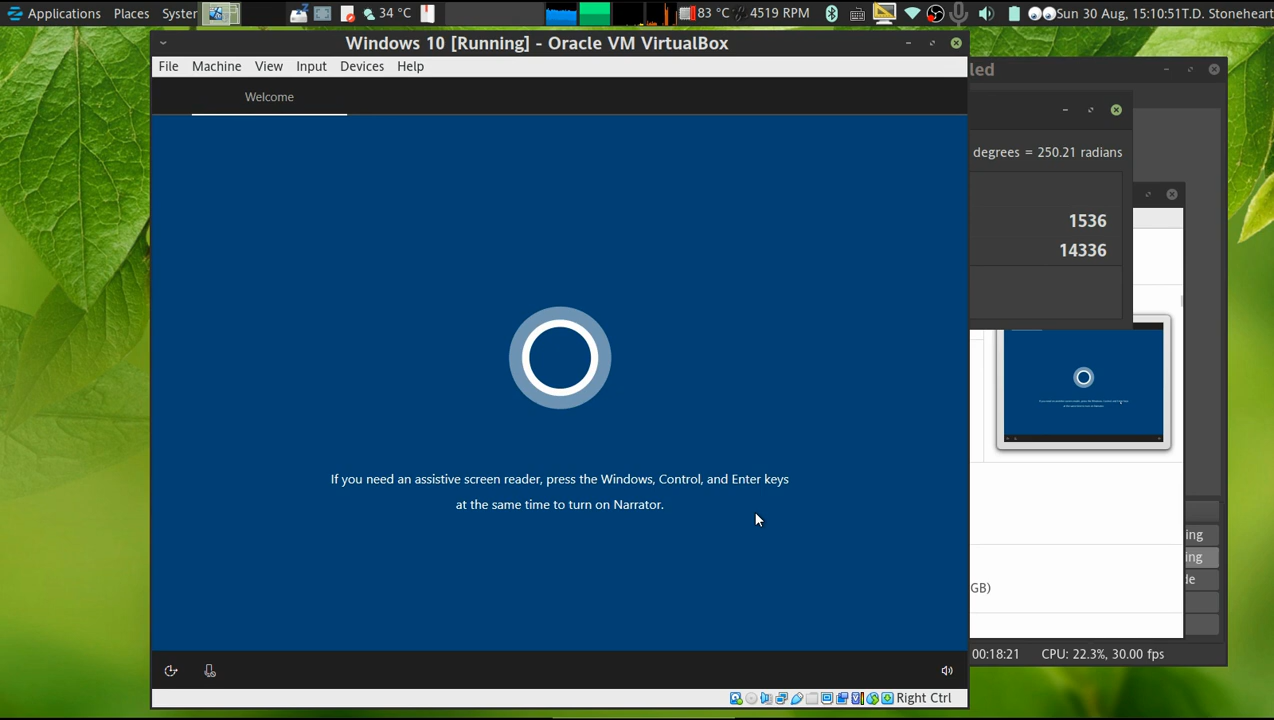 Applications Places Syster 34 °C 83 °C 4519 RPM Sun 30 Aug, 15:10:51 T.D. Stoneheart
Windows 10 [Running] - Oracle VM VirtualBox
File Machine View Input Devices Help
Welcome
If you need an assistive screen reader, press the Windows, Control, and Enter keys
at the same time to turn on Narrator.
Right Ctrl
led
degrees = 250.21 radians
1536
14336
GB)
ing
ing
de
00:18:21 CPU: 22.3%, 30.00 fps